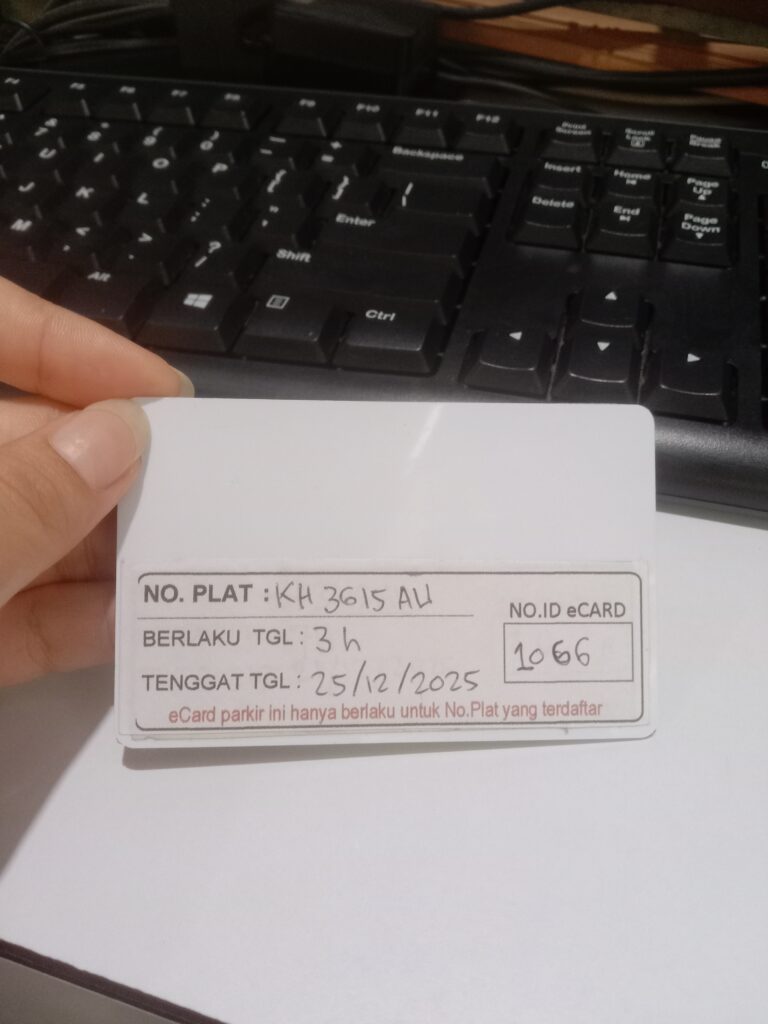 F10 F11 F12
Backspace
Insert Home Page Up
Delete End Page Down
Enter
Shift
Ctrl
NO. PLAT : KH 3615 AU
NO.ID eCARD
BERLAKU TGL : 3 h
1066
TENGGAT TGL : 25/12/2025
eCard parkir ini hanya berlaku untuk No.Plat yang terdaftar